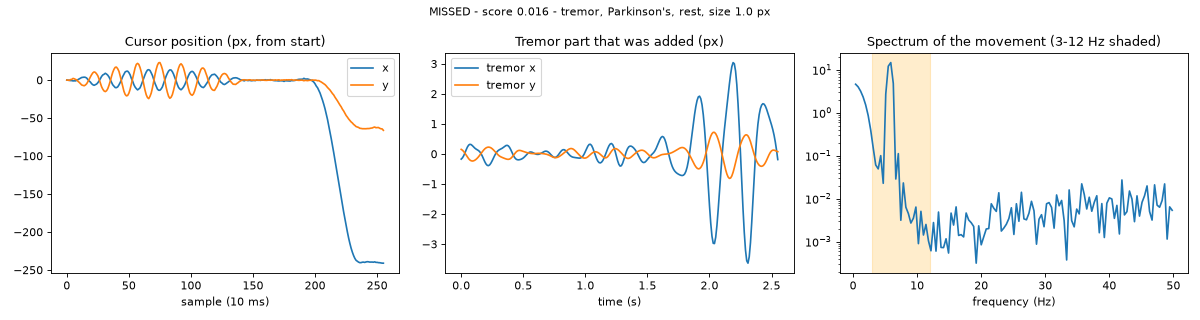 MISSED - score 0.016 - tremor, Parkinson's, rest, size 1.0 px
Cursor position (px, from start)
x
y
0
−50
−100
−150
−200
−250
0 50 100 150 200 250
sample (10 ms)
Tremor part that was added (px)
tremor x
tremor y
3
2
1
0
−1
−2
−3
0.0 0.5 1.0 1.5 2.0 2.5
time (s)
Spectrum of the movement (3-12 Hz shaded)
10¹
10⁰
10⁻¹
10⁻²
10⁻³
0 10 20 30 40 50
frequency (Hz)